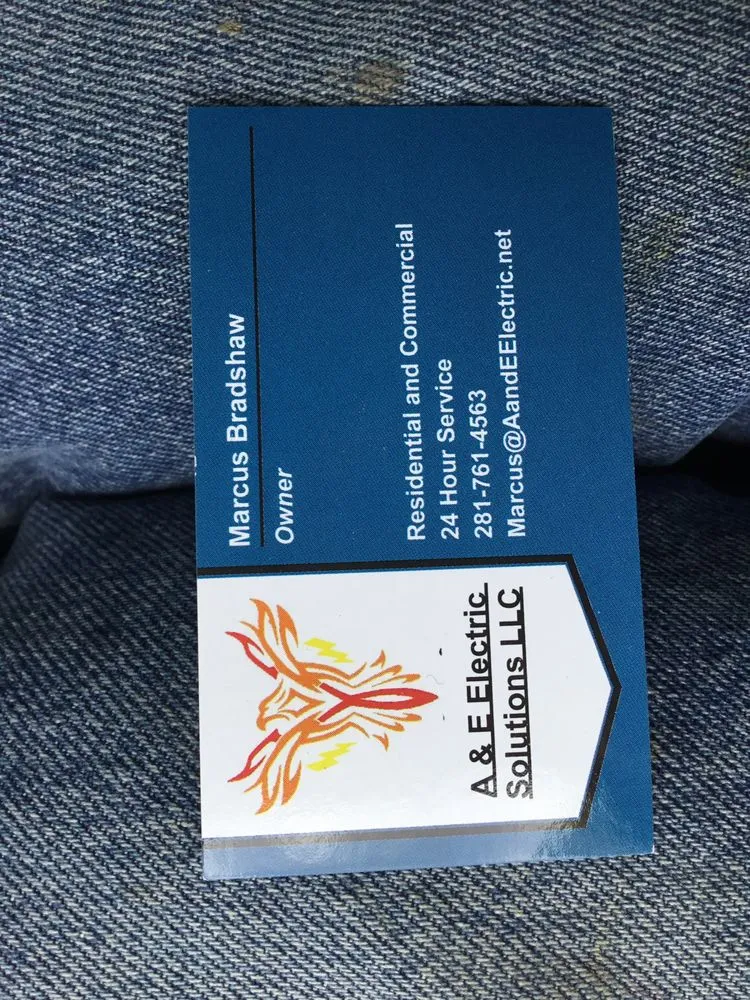 A & E Electric
Solutions LLC
Marcus Bradshaw
Owner
Residential and Commercial
24 Hour Service
281-761-4563
Marcus@AandEElectric.net